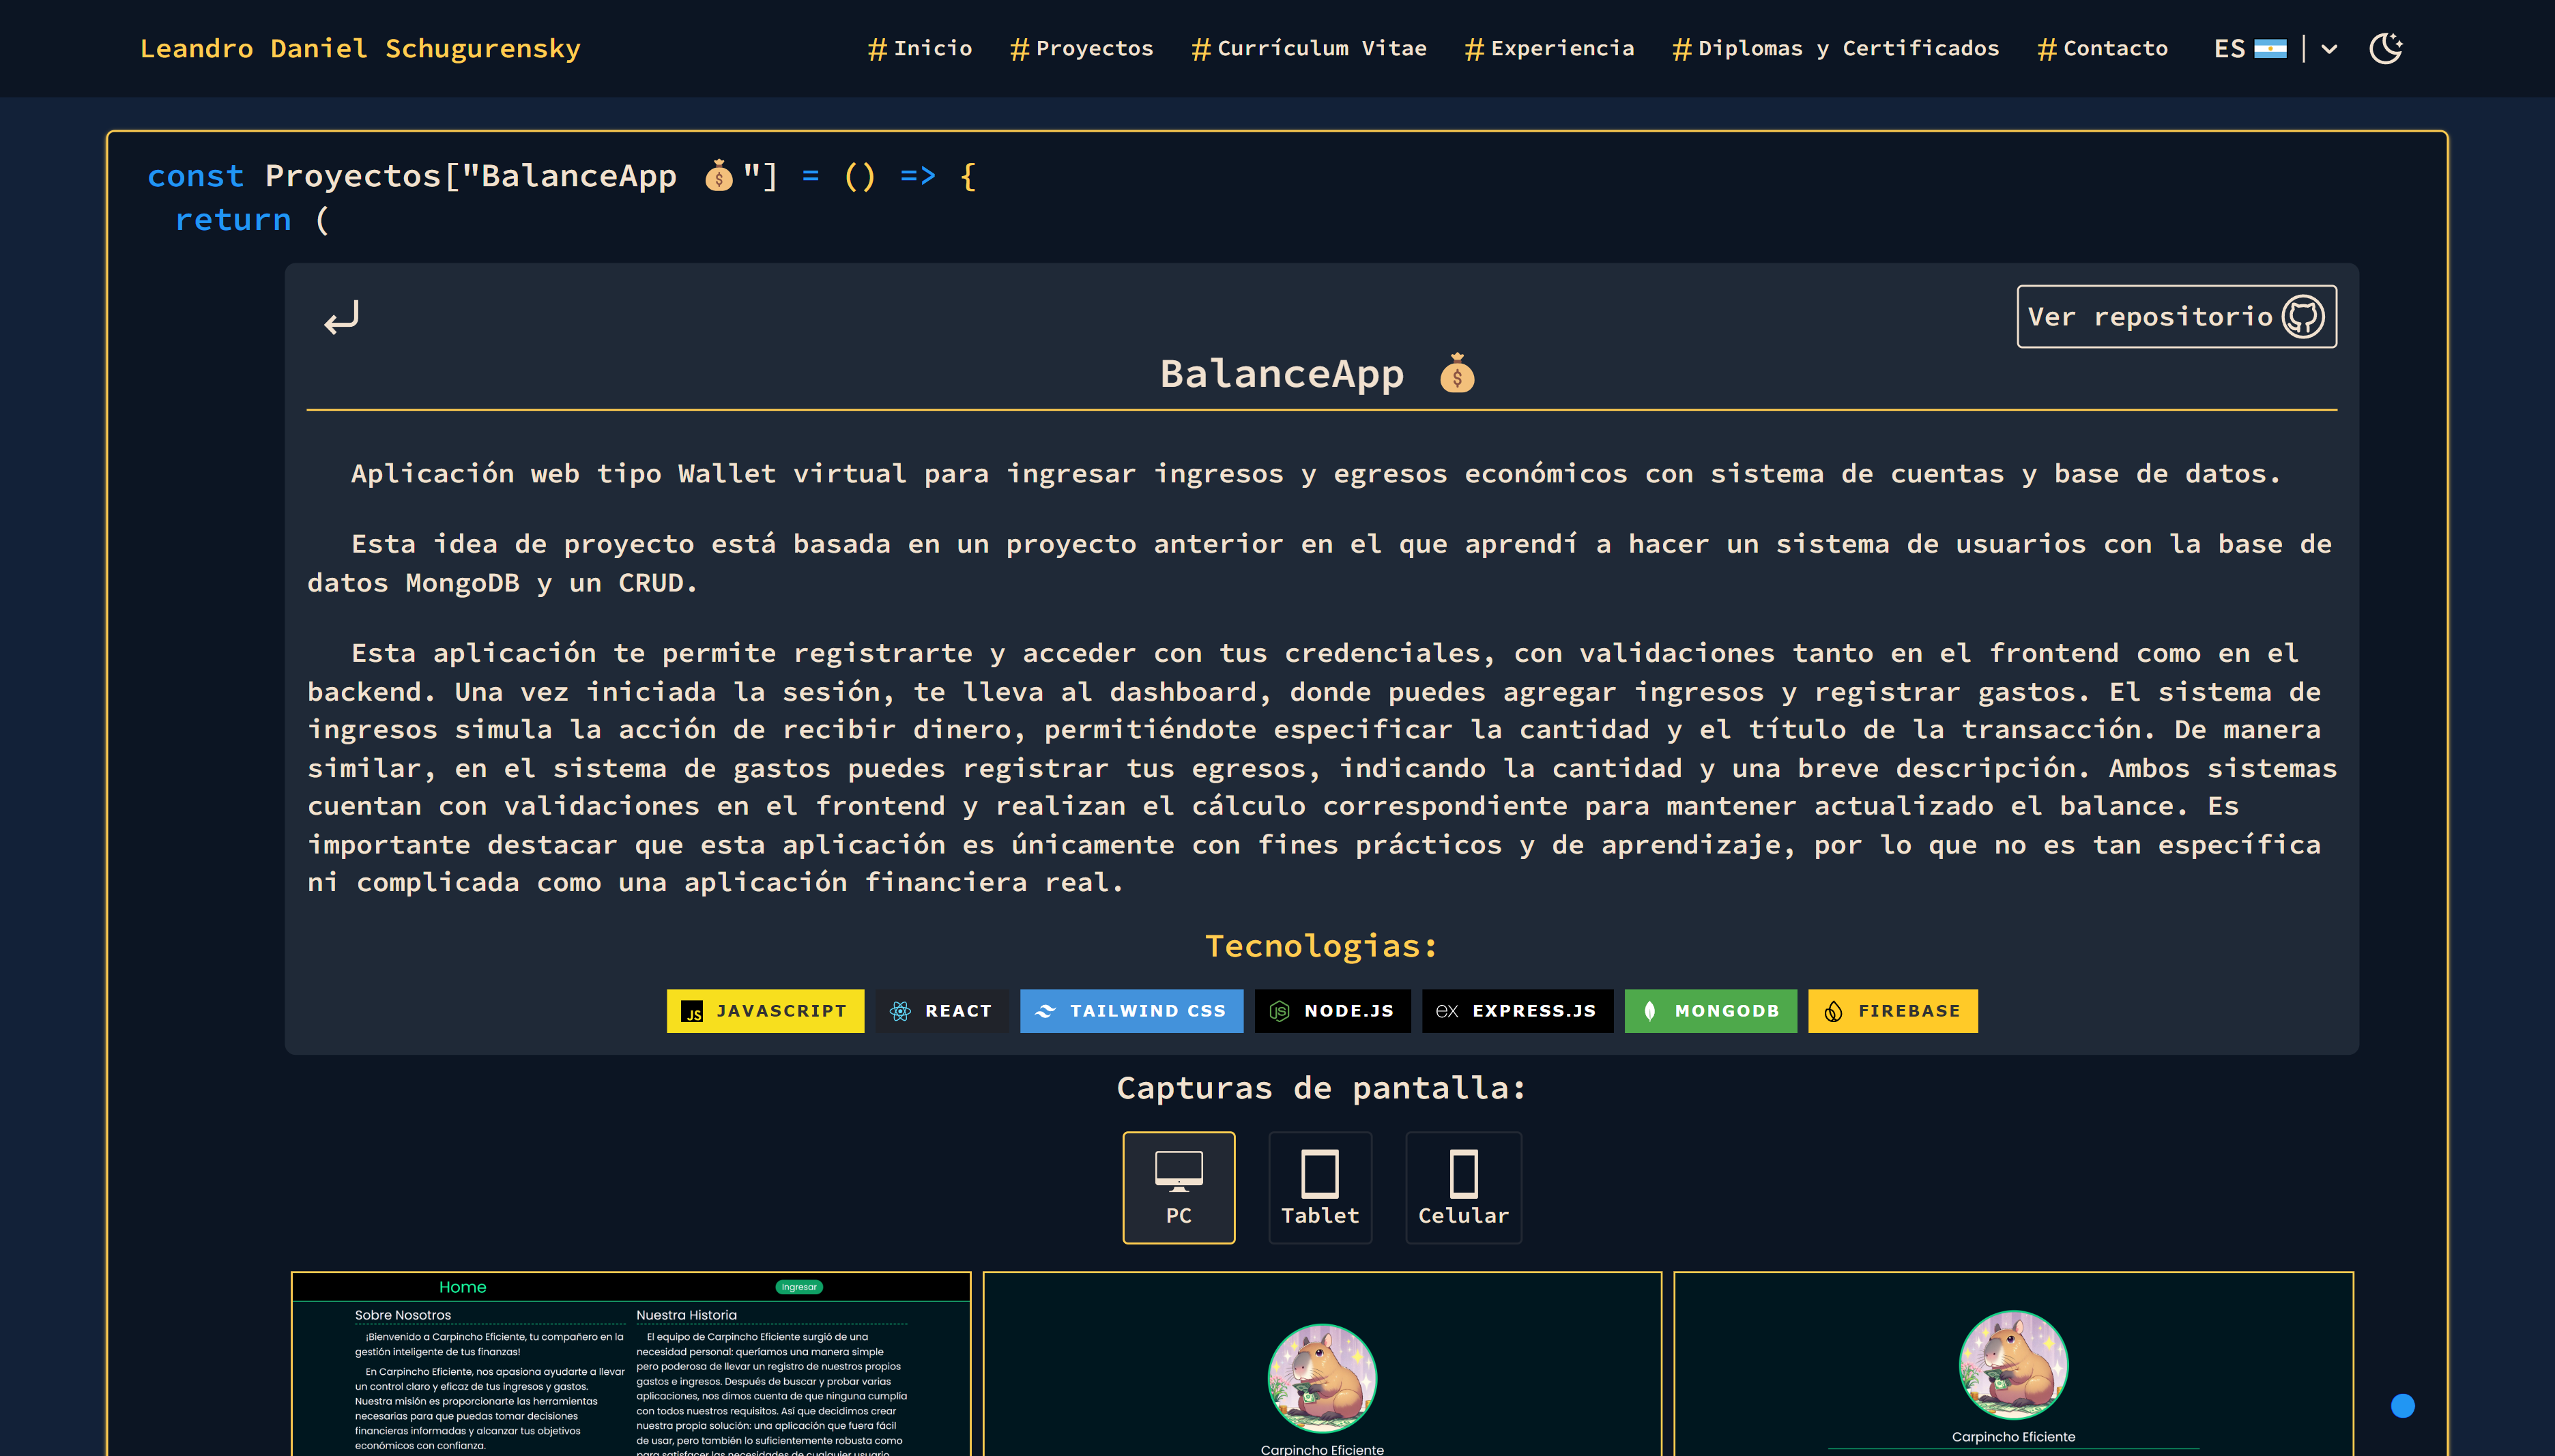 Leandro Daniel Schugurensky
#Inicio #Proyectos #Currículum Vitae #Experiencia #Diplomas y Certificados #Contacto ES
const Proyectos["BalanceApp 💰"] = () => {
return (
Ver repositorio
BalanceApp 💰
Aplicación web tipo Wallet virtual para ingresar ingresos y egresos económicos con sistema de cuentas y base de datos.
Esta idea de proyecto está basada en un proyecto anterior en el que aprendí a hacer un sistema de usuarios con la base de
datos MongoDB y un CRUD.
Esta aplicación te permite registrarte y acceder con tus credenciales, con validaciones tanto en el frontend como en el
backend. Una vez iniciada la sesión, te lleva al dashboard, donde puedes agregar ingresos y registrar gastos. El sistema de
ingresos simula la acción de recibir dinero, permitiéndote especificar la cantidad y el título de la transacción. De manera
similar, en el sistema de gastos puedes registrar tus egresos, indicando la cantidad y una breve descripción. Ambos sistemas
cuentan con validaciones en el frontend y realizan el cálculo correspondiente para mantener actualizado el balance. Es
importante destacar que esta aplicación es únicamente con fines prácticos y de aprendizaje, por lo que no es tan específica
ni complicada como una aplicación financiera real.
Tecnologias:
JS JAVASCRIPT REACT TAILWIND CSS JS NODE.JS ex EXPRESS.JS MONGODB FIREBASE
Capturas de pantalla:
PC Tablet Celular
Home Ingresar
Sobre Nosotros
¡Bienvenido a Carpincho Eficiente, tu compañero en la
gestión inteligente de tus finanzas!
En Carpincho Eficiente, nos apasiona ayudarte a llevar
un control claro y eficaz de tus ingresos y gastos.
Nuestra misión es proporcionarte las herramientas
necesarias para que puedas tomar decisiones
financieras informadas y alcanzar tus objetivos
económicos con confianza.
Nuestra Historia
El equipo de Carpincho Eficiente surgió de una
necesidad personal: queríamos una manera simple
pero poderosa de llevar un registro de nuestros propios
gastos e ingresos. Después de buscar y probar varias
aplicaciones, nos dimos cuenta de que ninguna cumplía
con todos nuestros requisitos. Así que decidimos crear
nuestra propia solución: una aplicación que fuera fácil
de usar, pero también lo suficientemente robusta como
para satisfacer las necesidades de cualquier usuario
Carpincho Eficiente
Carpincho Eficiente